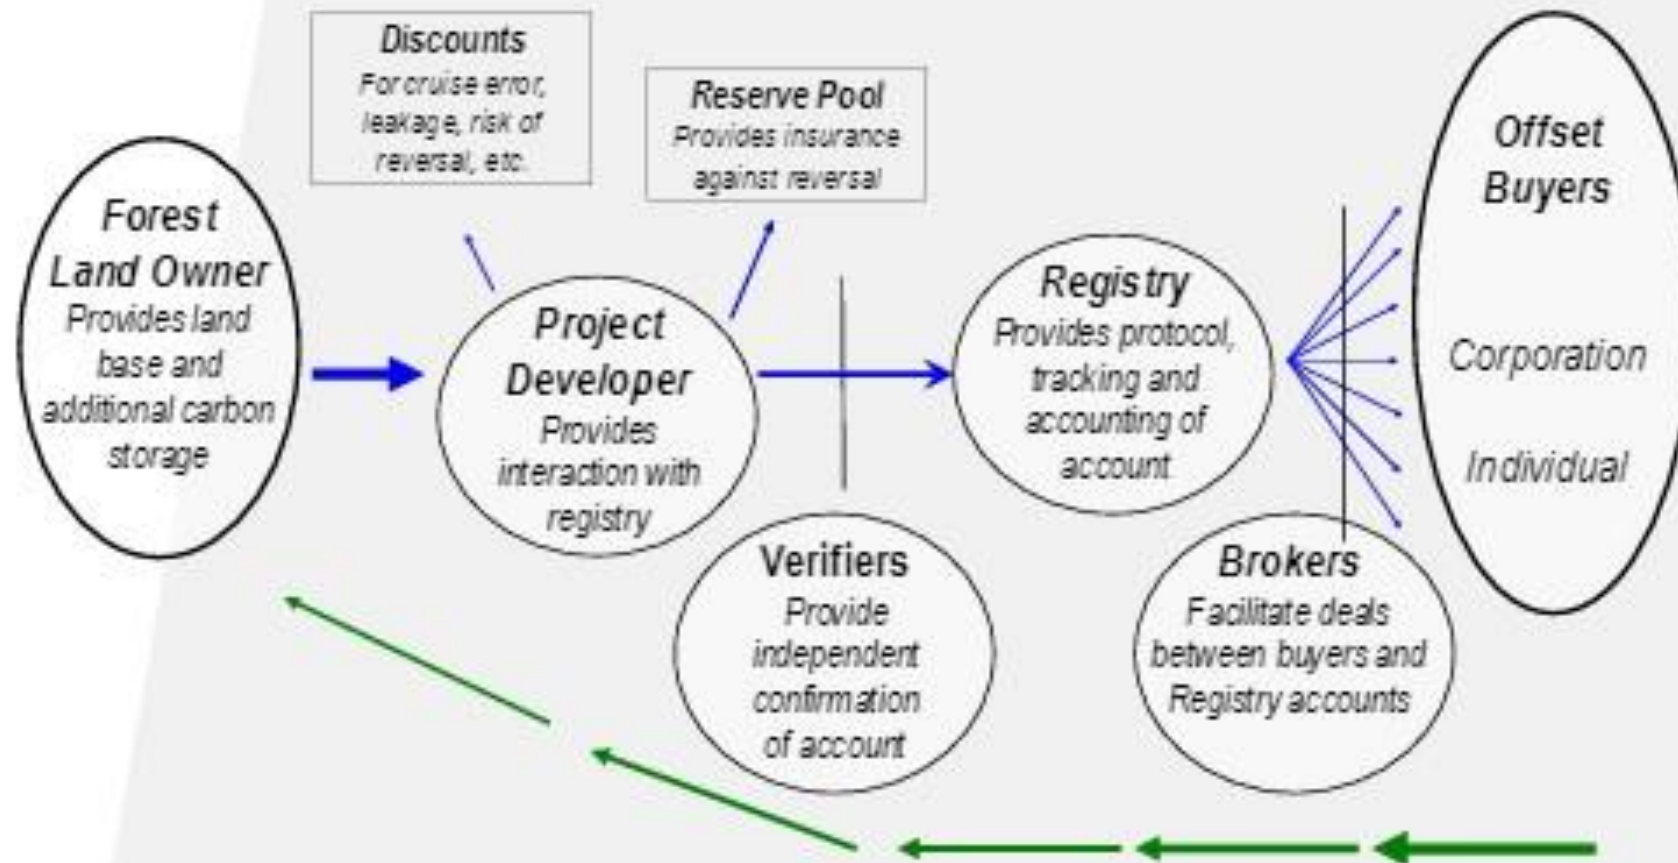 Discounts
For cruise error,
leakage, risk of
reversal, etc.
Reserve Pool
Provides insurance
against reversal
Forest
Land Owner
Provides land
base and
additional carbon
storage
Project
Developer
Provides
interaction with
registry
Verifiers
Provide
independent
confirmation
of account
Registry
Provides protocol,
tracking and
accounting of
account
Brokers
Facilitate deals
between buyers and
Registry accounts
Offset
Buyers
Corporation
Individual